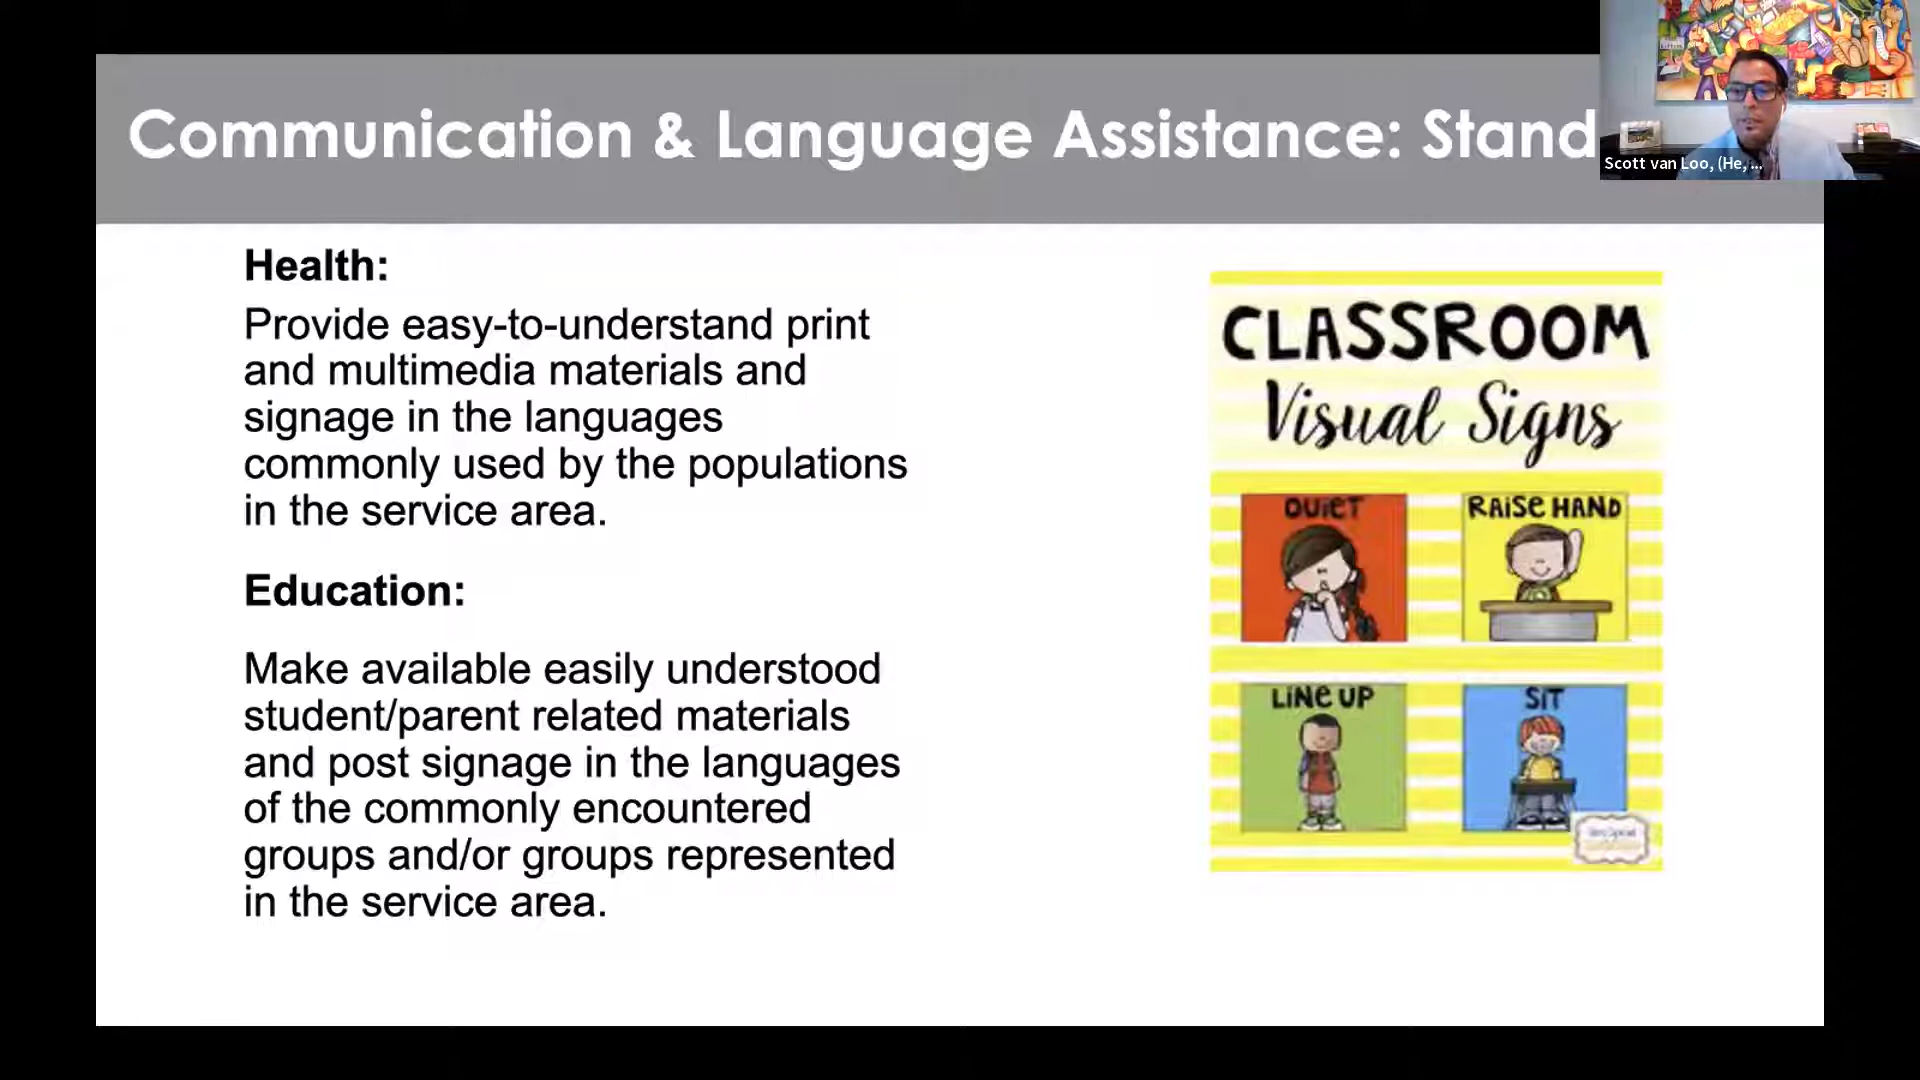 Communication & Language Assistance: Stand
Scott van Loo, (He, ...
Health:
Provide easy-to-understand print
and multimedia materials and
signage in the languages
commonly used by the populations
in the service area.
Education:
Make available easily understood
student/parent related materials
and post signage in the languages
of the commonly encountered
groups and/or groups represented
in the service area.
CLASSROOM
Visual Signs
QUIET
RAISE HAND
LINE UP
SIT